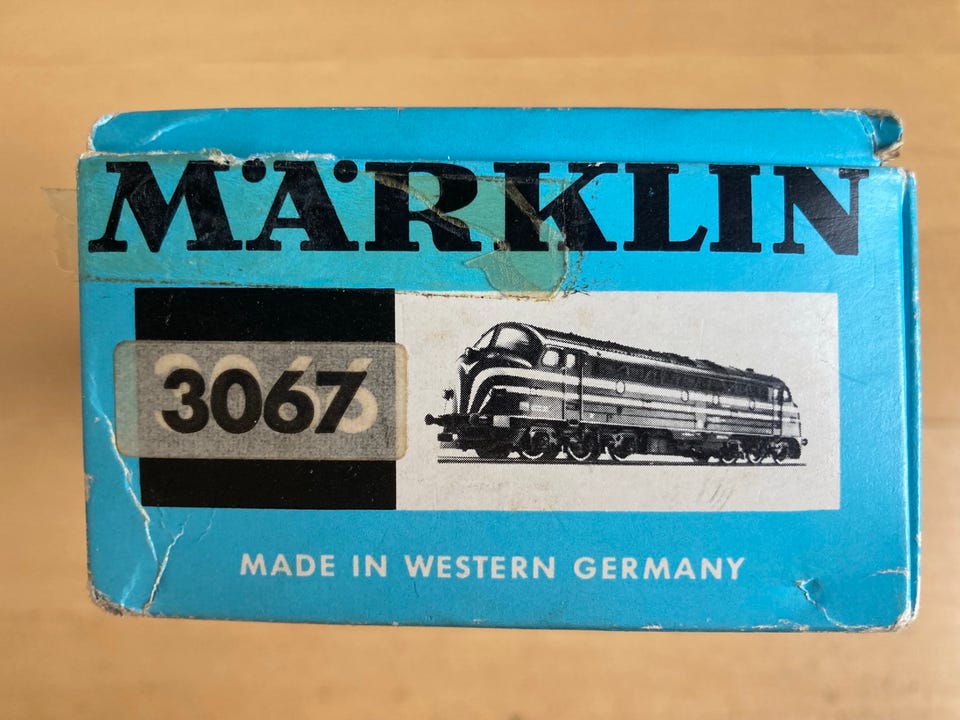 MÄRKLIN
3067
MADE IN WESTERN GERMANY